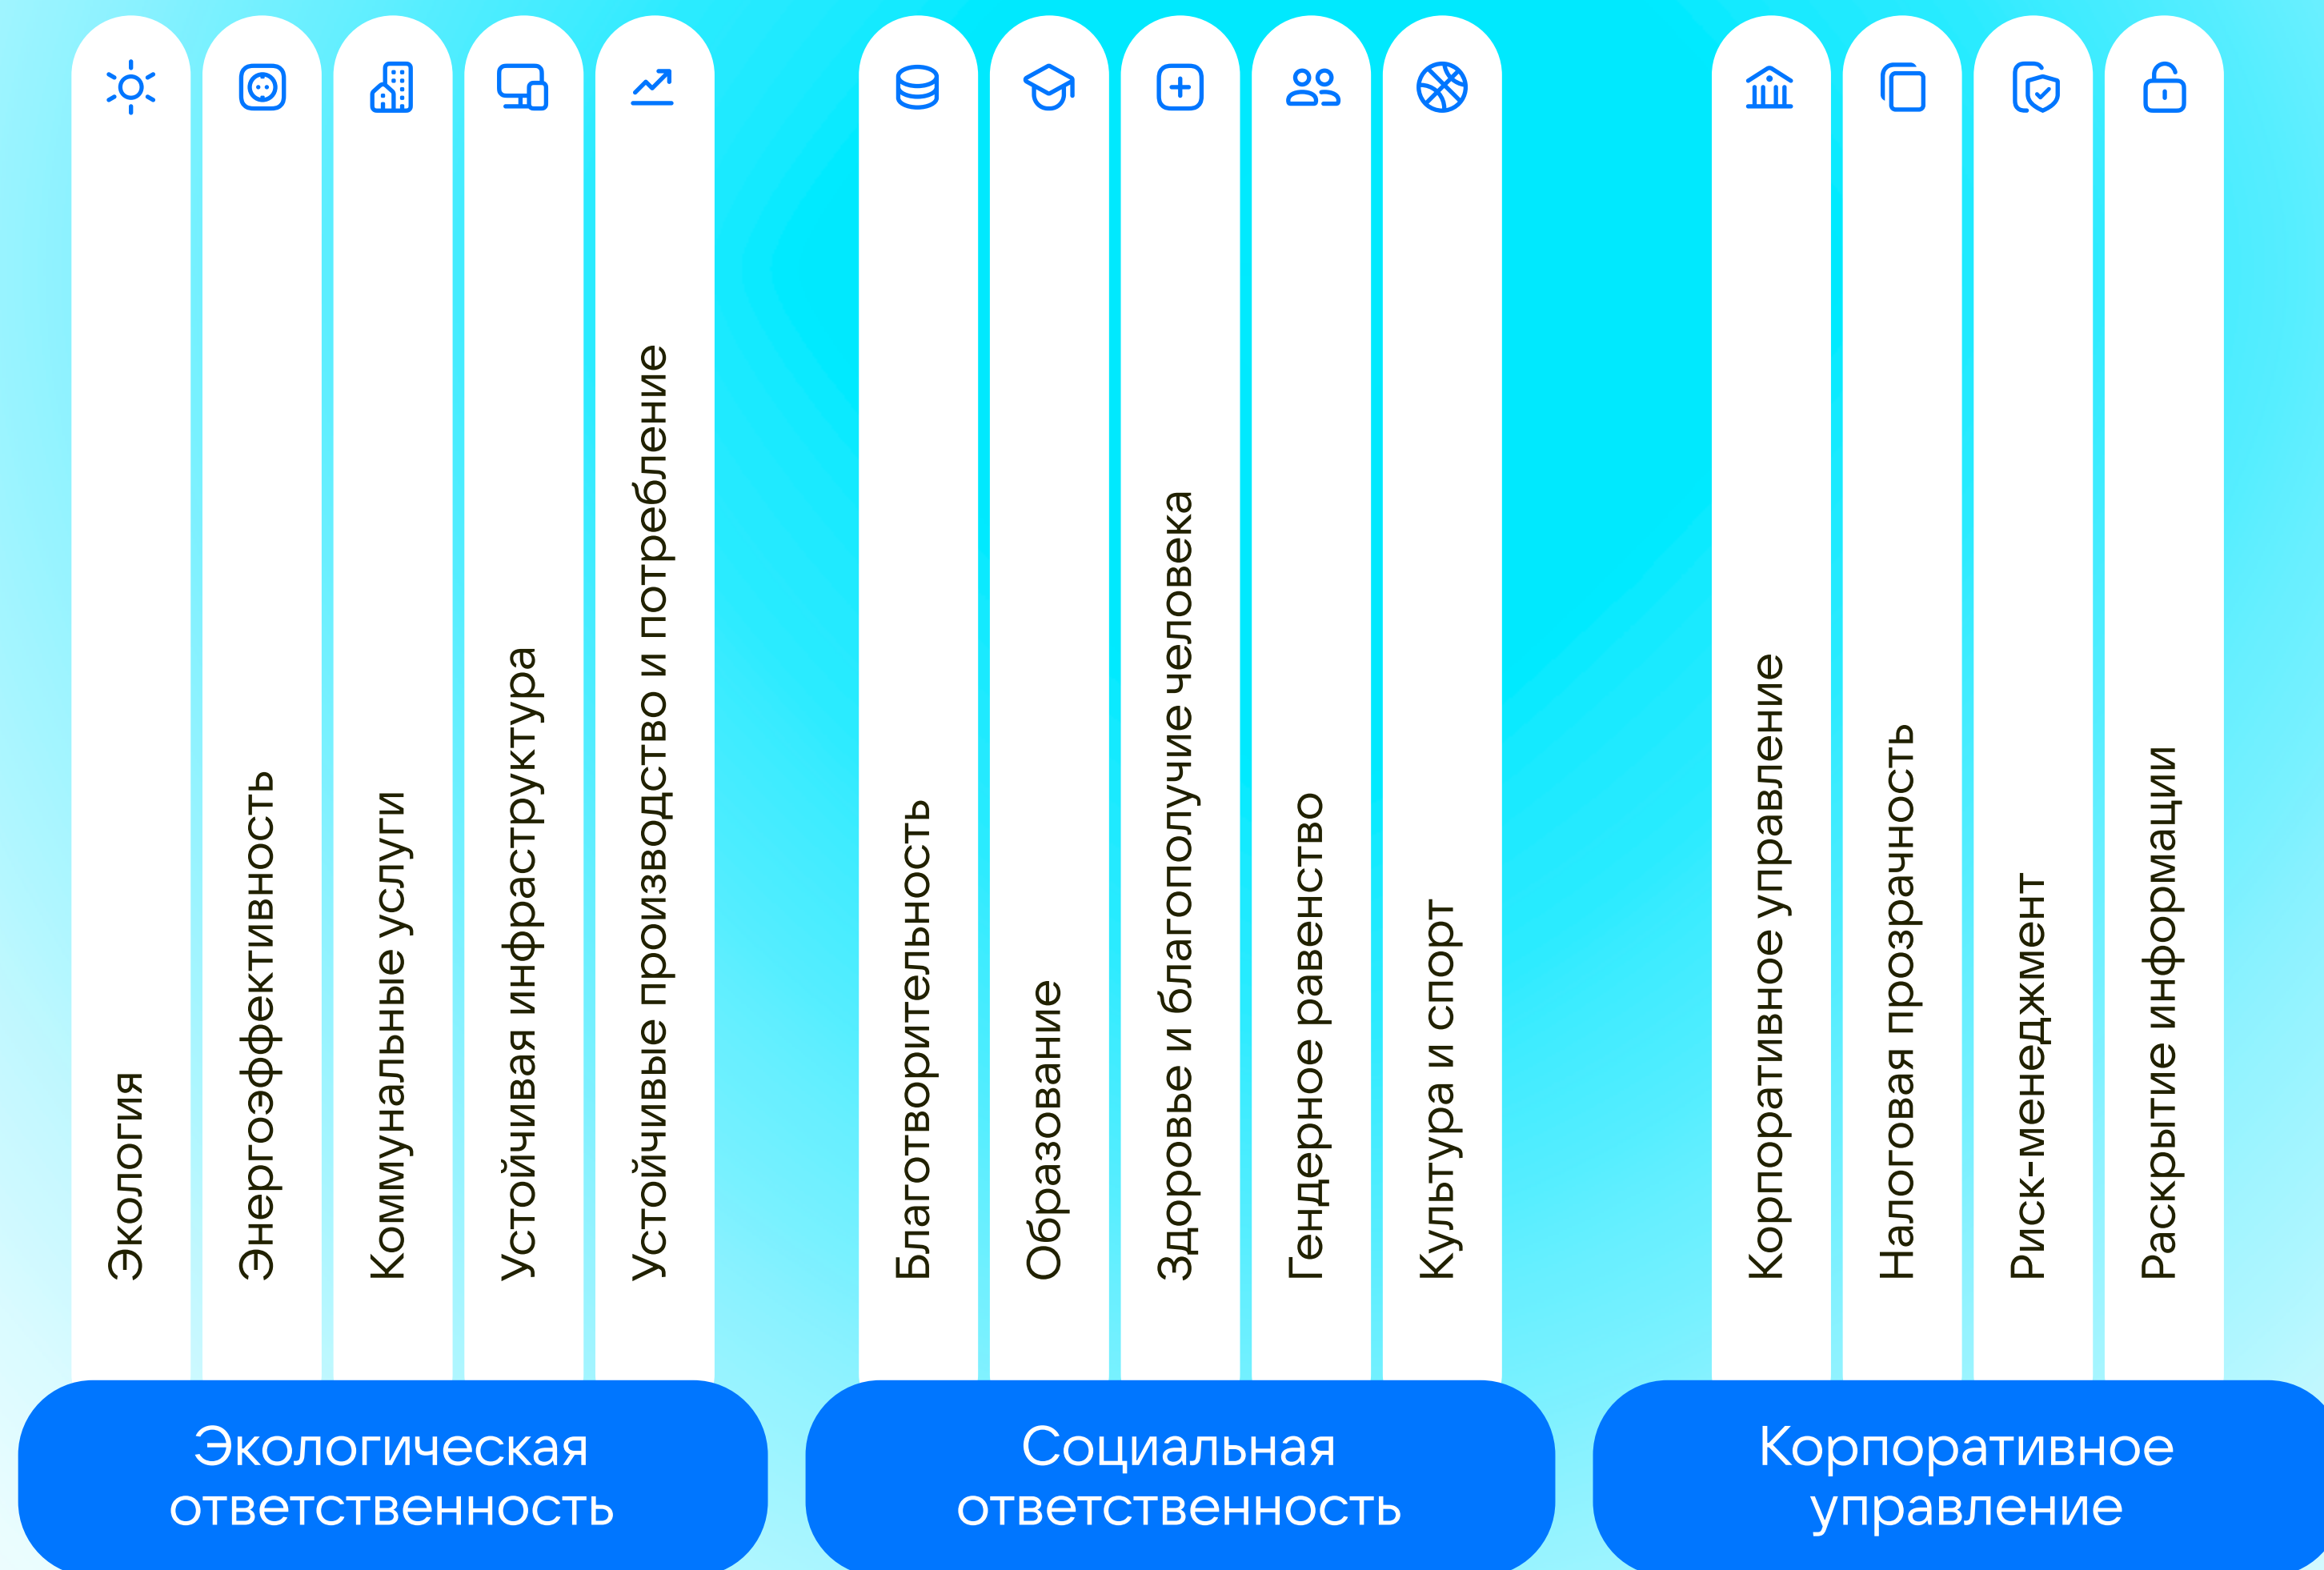 Экология
Энергоэффективность
Коммунальные услуги
Устойчивая инфраструктура
Устойчивые производство и потребление
Экологическая
ответственность
Благотворительность
Образование
Здоровье и благополучие человека
Гендерное равенство
Культура и спорт
Социальная
ответственность
Корпоративное управление
Налоговая прозрачность
Риск-менеджмент
Раскрытие информации
Корпоративное
управление